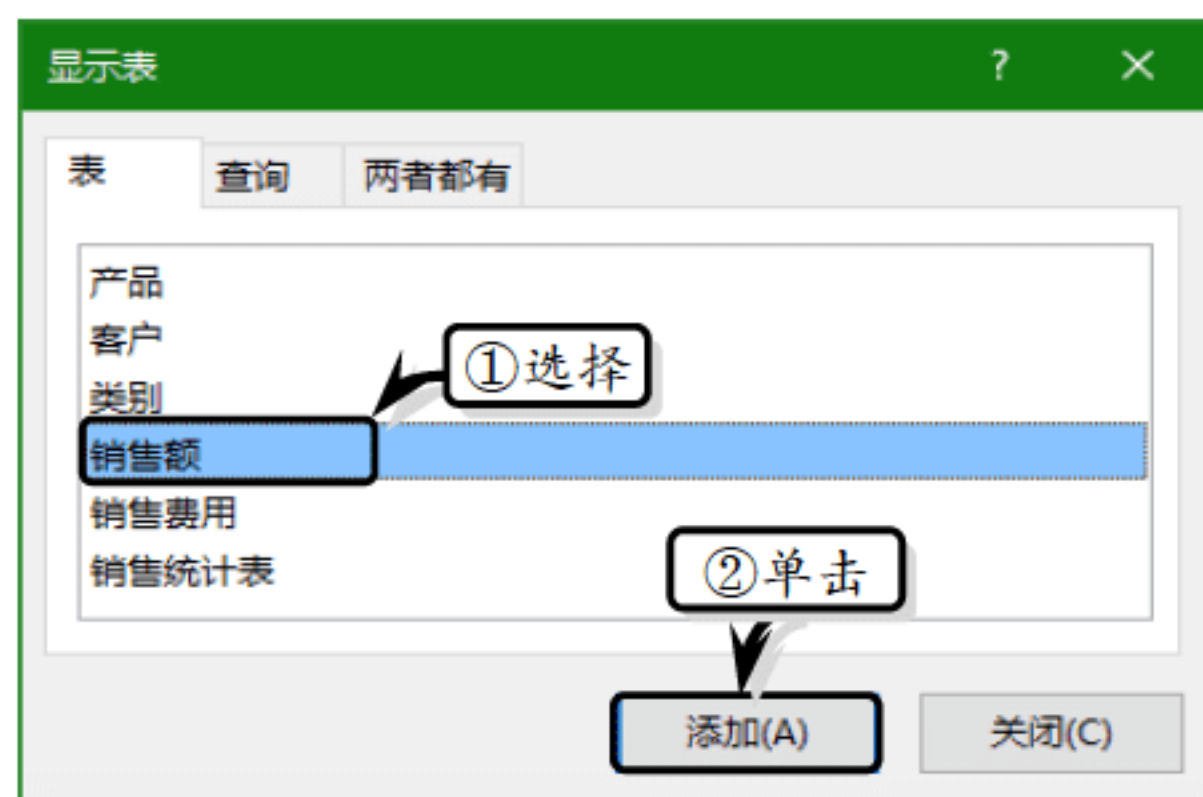 显示表 ? ×
表 查询 两者都有
产品
客户
①选择
类别
销售额
销售费用
②单击
销售统计表
添加(A) 关闭(C)